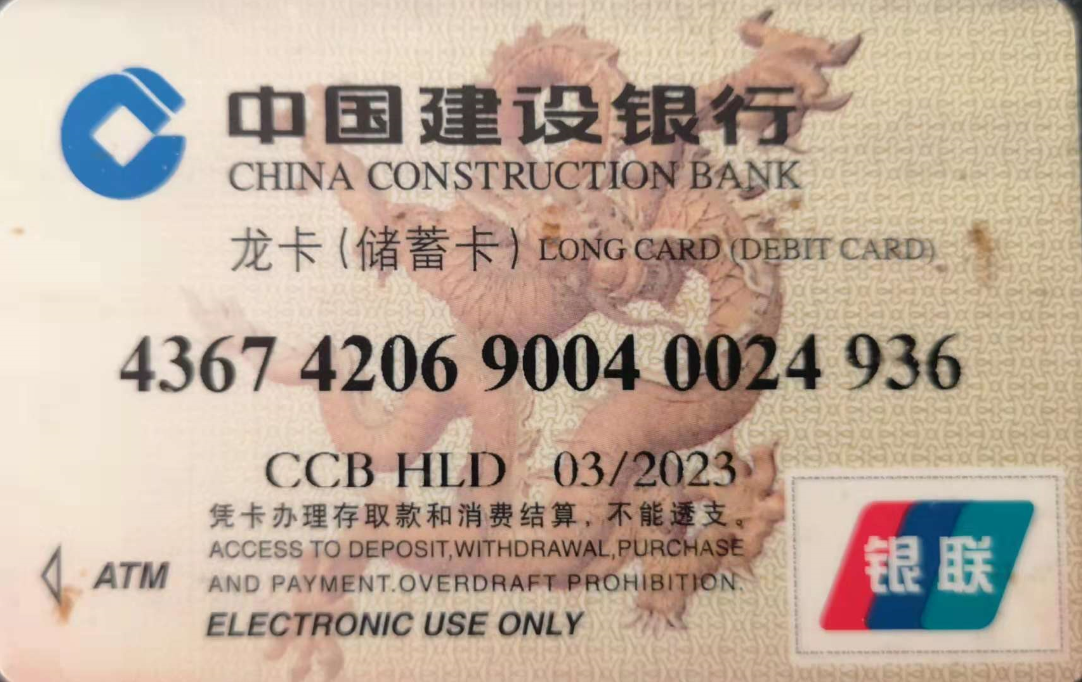 中国建设银行
CHINA CONSTRUCTION BANK
龙卡(储蓄卡) LONG CARD (DEBIT CARD)
4367 4206 9004 0024 936
CCB HLD 03/2023
凭卡办理存取款和消费结算，不能透支。
ACCESS TO DEPOSIT,WITHDRAWAL,PURCHASE
AND PAYMENT.OVERDRAFT PROHIBITION.
ATM
ELECTRONIC USE ONLY
银联